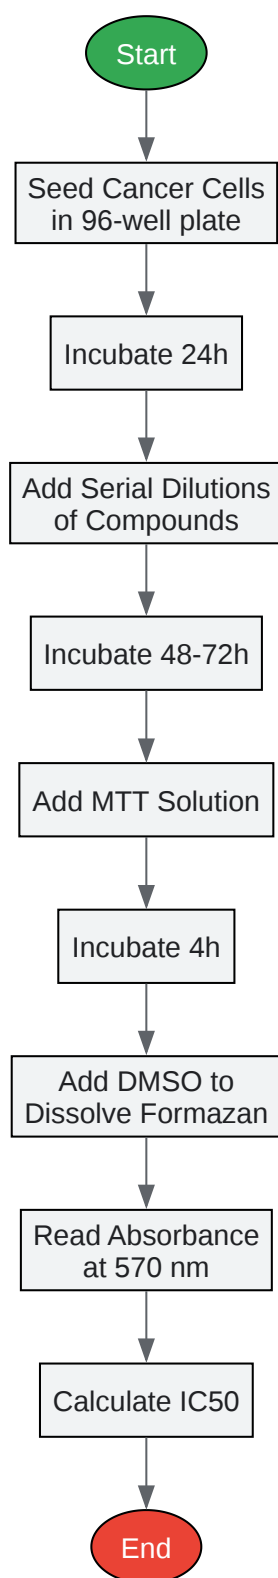 Start
Seed Cancer Cells
in 96-well plate
Incubate 24h
Add Serial Dilutions
of Compounds
Incubate 48-72h
Add MTT Solution
Incubate 4h
Add DMSO to
Dissolve Formazan
Read Absorbance
at 570 nm
Calculate IC50
End